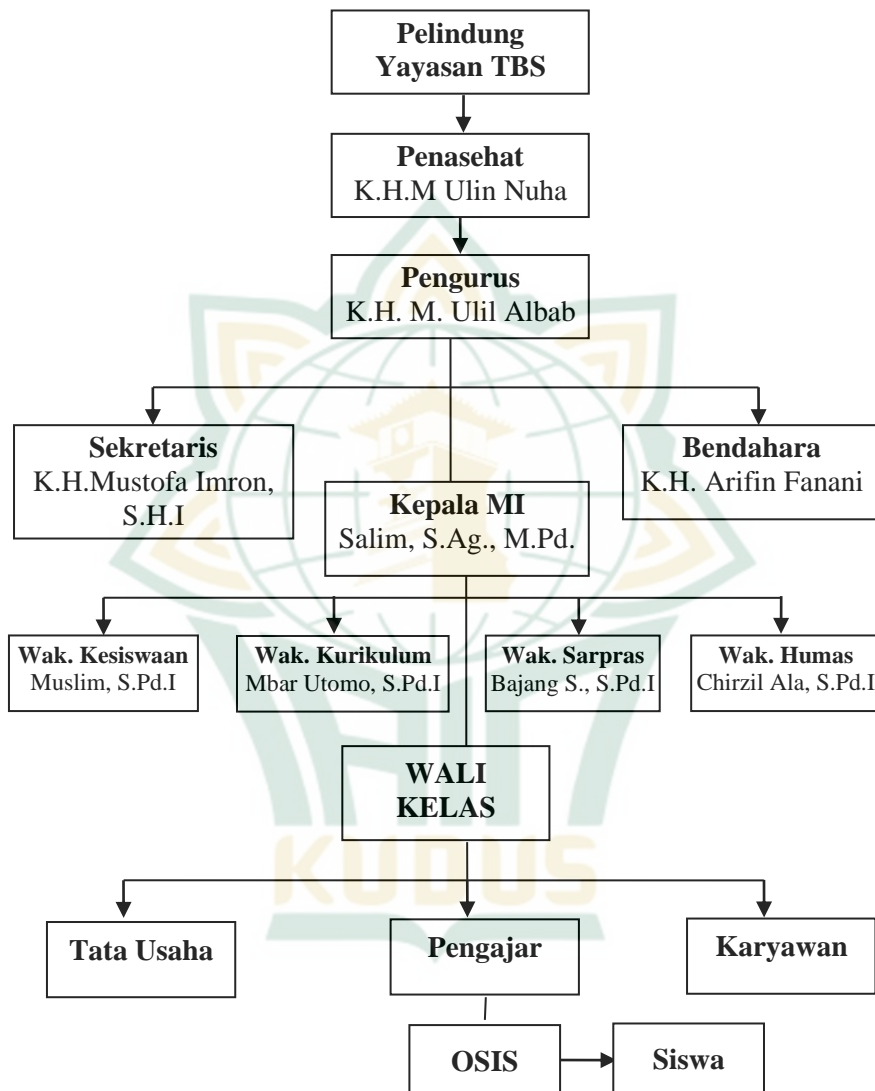 Pelindung
Yayasan TBS
Penasehat
K.H.M Ulin Nuha
Pengurus
K.H. M. Ulil Albab
Sekretaris
K.H.Mustofa Imron,
S.H.I
Bendahara
K.H. Arifin Fanani
Kepala MI
Salim, S.Ag., M.Pd.
Wak. Kesiswaan
Muslim, S.Pd.I
Wak. Kurikulum
Mbar Utomo, S.Pd.I
Wak. Sarpras
Bajang S., S.Pd.I
Wak. Humas
Chirzil Ala, S.Pd.I
WALI
KELAS
KUDUS
Tata Usaha
Pengajar
Karyawan
OSIS
Siswa